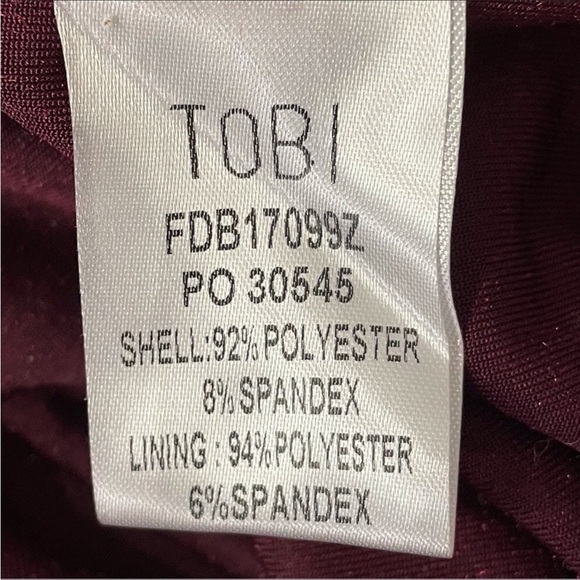 TOBI
FDB17099Z
PO 30545
SHELL:92%POLYESTER
8%SPANDEX
LINING : 94%POLYESTER
6%SPANDEX